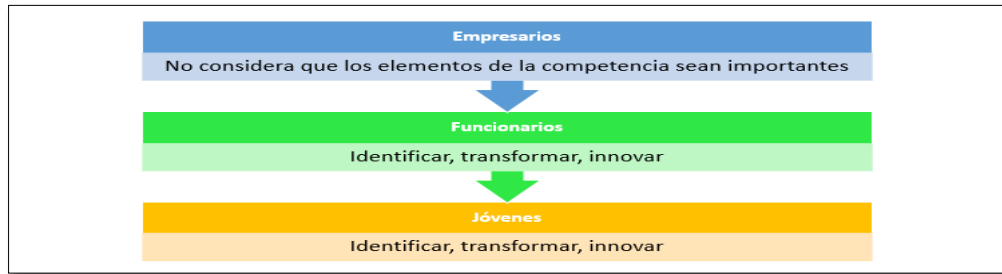 Empresarios
No considera que los elementos de la competencia sean importantes
Funcionarios
Identificar, transformar, innovar
Jóvenes
Identificar, transformar, innovar